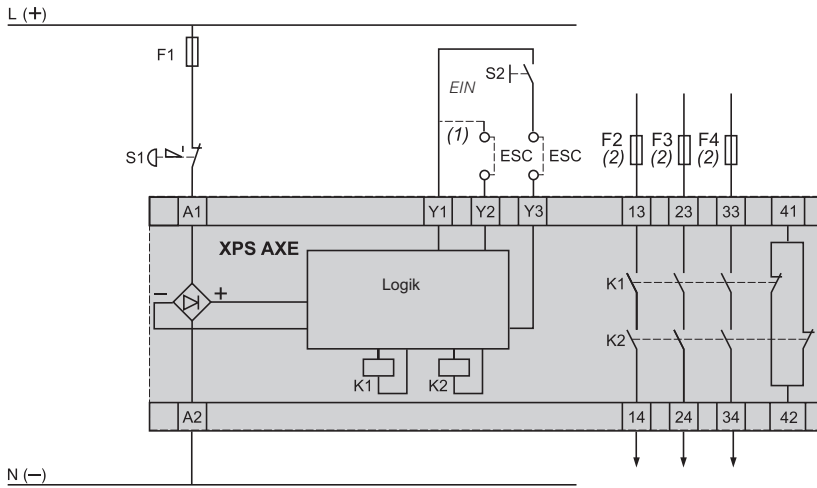 L (+)
F1
S2
EIN
(1)
F2 F3 F4
(2) (2) (2)
S1
ESC ESC
A1 Y1 Y2 Y3 13 23 33 41
XPS AXE
Logik
K1
– +
K2
K1 K2
A2 14 24 34 42
N (–)